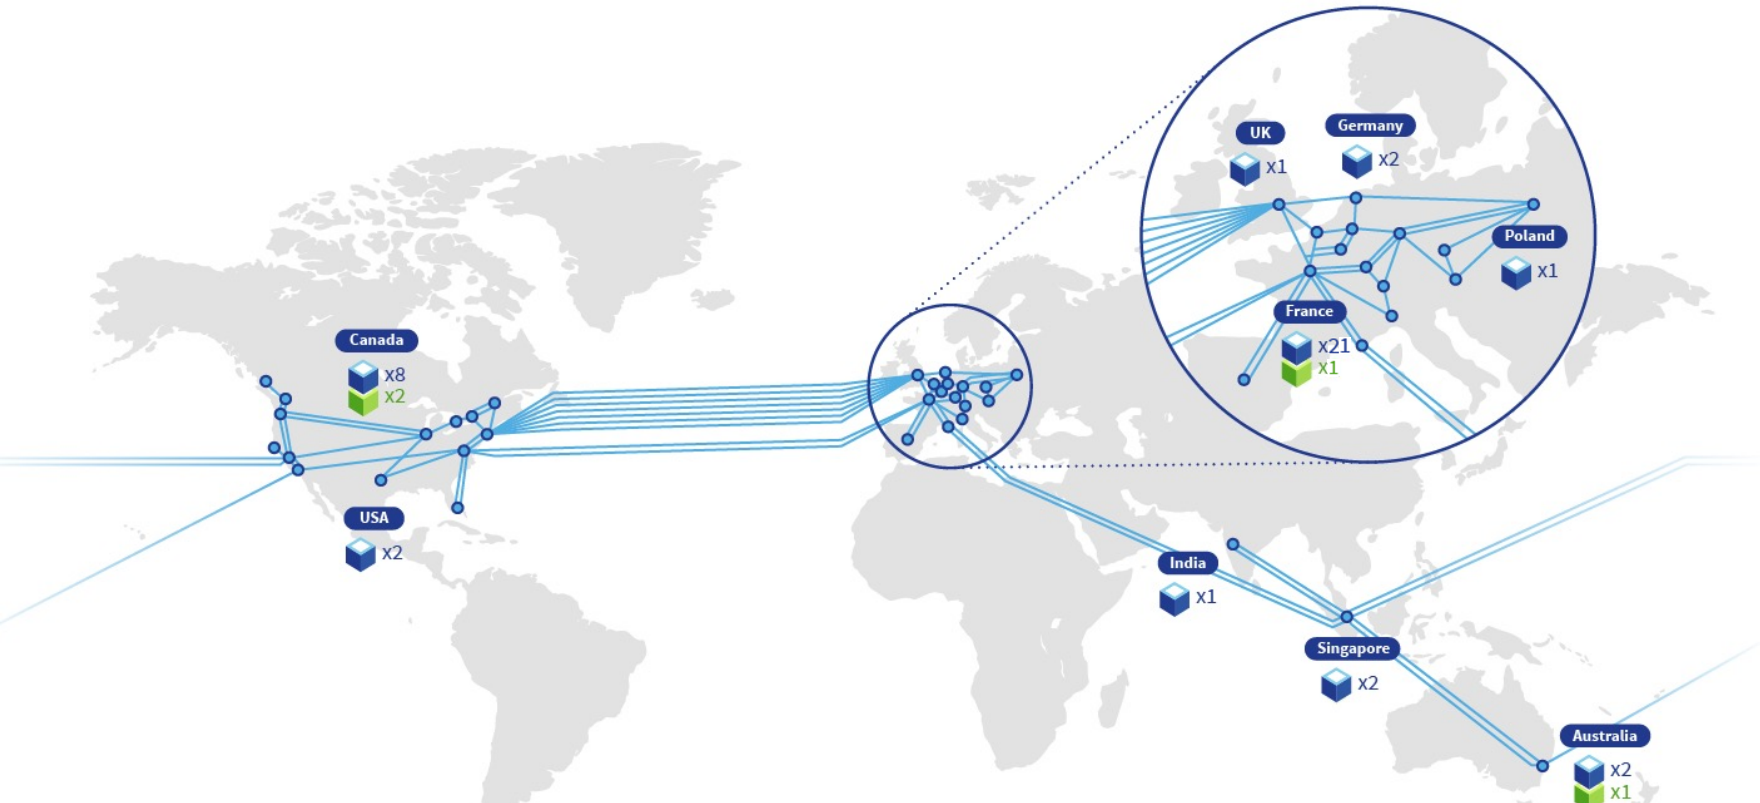 UK
x1
Germany
x2
Poland
x1
France
x21
x1
Canada
x8
x2
USA
x2
India
x1
Singapore
x2
Australia
x2
x1